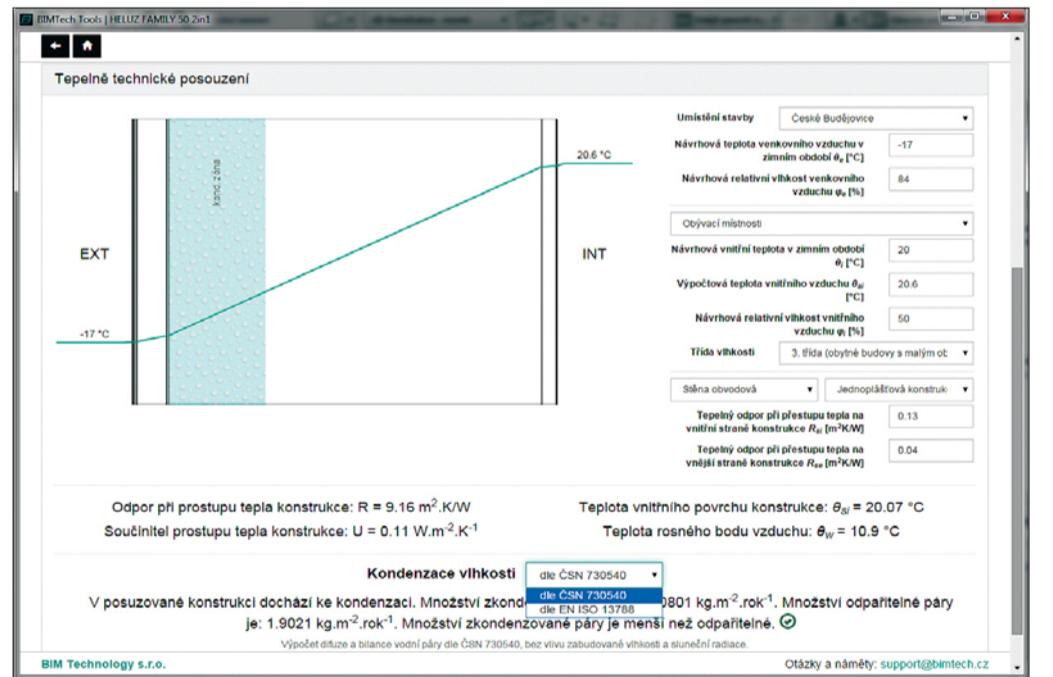 BIMTech Tools | HELUZ FAMILY 50 2in1
Tepelně technické posouzení
kond. zóna
20.6 °C
EXT
INT
-17 °C
Umístění stavby České Budějovice
Návrhová teplota venkovního vzduchu v
zimním období θe [°C] -17
Návrhová relativní vlhkost venkovního
vzduchu φe [%] 84
Obývací místnosti
Návrhová vnitřní teplota v zimním období
θi [°C] 20
Výpočtová teplota vnitřního vzduchu θai
[°C] 20.6
Návrhová relativní vlhkost vnitřního
vzduchu φi [%] 50
Třída vlhkosti 3. třída (obytné budovy s malým ob
Stěna obvodová Jednoplášťová konstruk
Tepelný odpor při přestupu tepla na
vnitřní straně konstrukce Rsi [m²K/W] 0.13
Tepelný odpor při přestupu tepla na
vnější straně konstrukce Rse [m²K/W] 0.04
Odpor při prostupu tepla konstrukce: R = 9.16 m².K/W
Součinitel prostupu tepla konstrukce: U = 0.11 W.m⁻².K⁻¹
Teplota vnitřního povrchu konstrukce: θsi = 20.07 °C
Teplota rosného bodu vzduchu: θw = 10.9 °C
Kondenzace vlhkosti dle ČSN 730540
dle ČSN 730540
dle EN ISO 13788
V posuzované konstrukci dochází ke kondenzaci. Množství zkond 0801 kg.m⁻².rok⁻¹. Množství odpařitelné páry
je: 1.9021 kg.m⁻².rok⁻¹. Množství zkondenzované páry je menší než odpařitelné.
Výpočet difuze a bilance vodní páry dle ČSN 730540, bez vlivu zabudované vlhkosti a sluneční radiace.
BIM Technology s.r.o.
Otázky a náměty: support@bimtech.cz